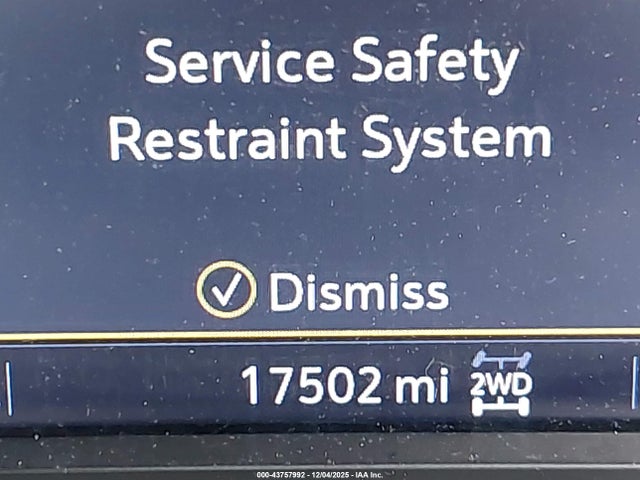 Service Safety
Restraint System
Dismiss
17502 mi 2WD
000-43757992 - 12/04/2025 - IAA Inc.